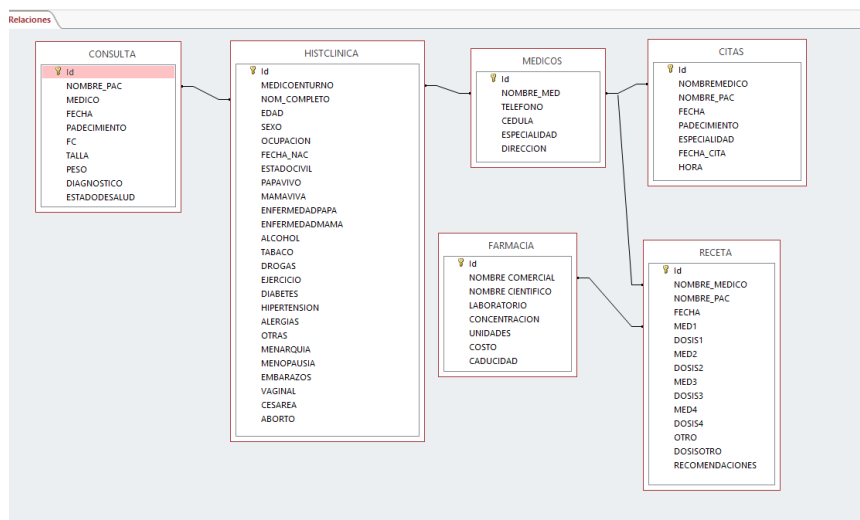 Relaciones
CONSULTA
Id
NOMBRE_PAC
MEDICO
FECHA
PADECIMIENTO
FC
TALLA
PESO
DIAGNOSTICO
ESTADODESALUD
HISTCLINICA
Id
MEDICOENTURNO
NOM_COMPLETO
EDAD
SEXO
OCUPACION
FECHA_NAC
ESTADOCIVIL
PAPAVIVO
MAMAVIVA
ENFERMEDADPAPA
ENFERMEDADMAMA
ALCOHOL
TABACO
DROGAS
EJERCICIO
DIABETES
HIPERTENSION
ALERGIAS
OTRAS
MENARQUIA
MENOPAUSIA
EMBARAZOS
VAGINAL
CESAREA
ABORTO
MEDICOS
Id
NOMBRE_MED
TELEFONO
CEDULA
ESPECIALIDAD
DIRECCION
CITAS
Id
NOMBREMEDICO
NOMBRE_PAC
FECHA
PADECIMIENTO
ESPECIALIDAD
FECHA_CITA
HORA
FARMACIA
Id
NOMBRE COMERCIAL
NOMBRE CIENTIFICO
LABORATORIO
CONCENTRACION
UNIDADES
COSTO
CADUCIDAD
RECETA
Id
NOMBRE_MEDICO
NOMBRE_PAC
FECHA
MED1
DOSIS1
MED2
DOSIS2
MED3
DOSIS3
MED4
DOSIS4
OTRO
DOSISOTRO
RECOMENDACIONES